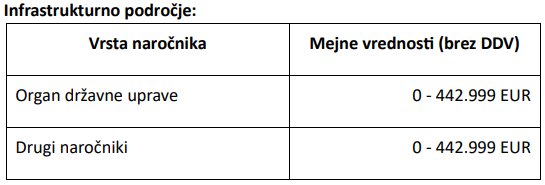 Infrastrukturno področje:
Vrsta naročnika Mejne vrednosti (brez DDV)
Organ državne uprave 0 - 442.999 EUR
Drugi naročniki 0 - 442.999 EUR